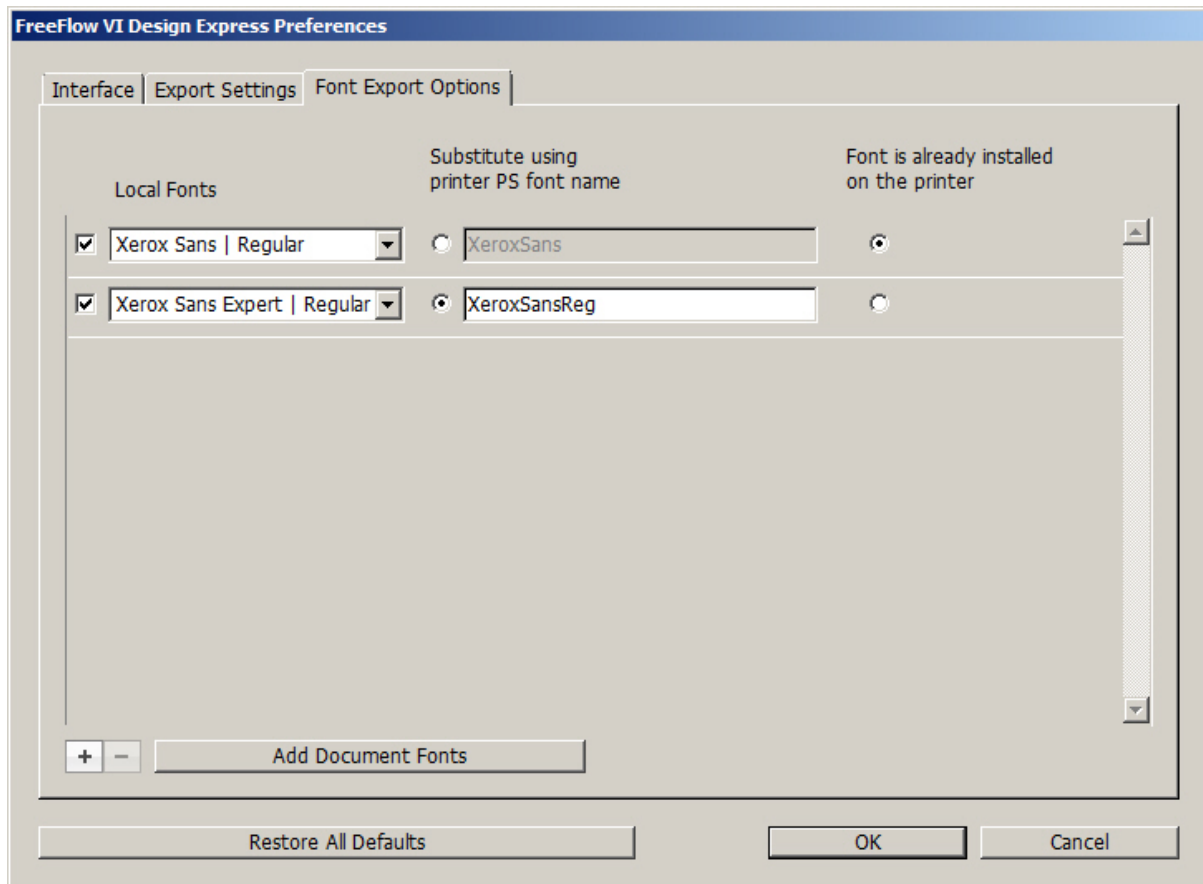 FreeFlow VI Design Express Preferences
Interface
Export Settings
Font Export Options
Local Fonts
Substitute using
printer PS font name
Font is already installed
on the printer
Xerox Sans | Regular
XeroxSans
Xerox Sans Expert | Regular
XeroxSansReg
+
−
Add Document Fonts
Restore All Defaults
OK
Cancel